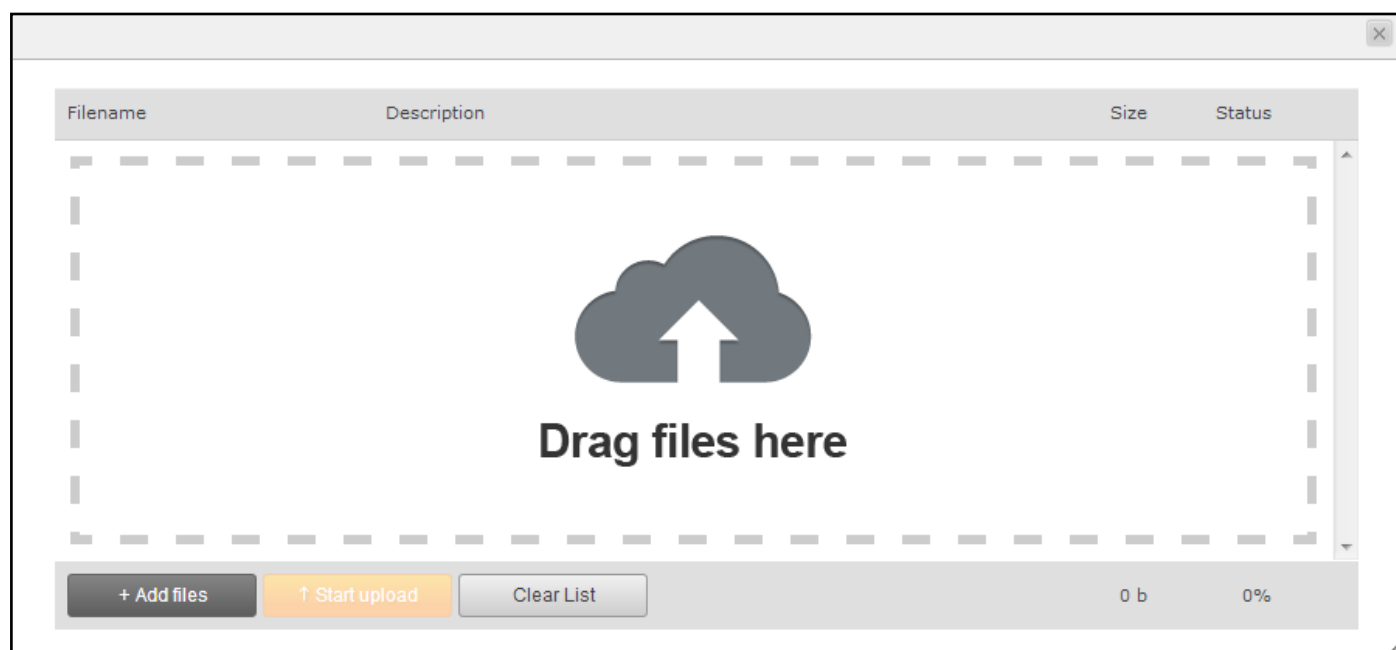 Filename Description Size Status
Drag files here
+ Add files ↑ Start upload Clear List 0 b 0%